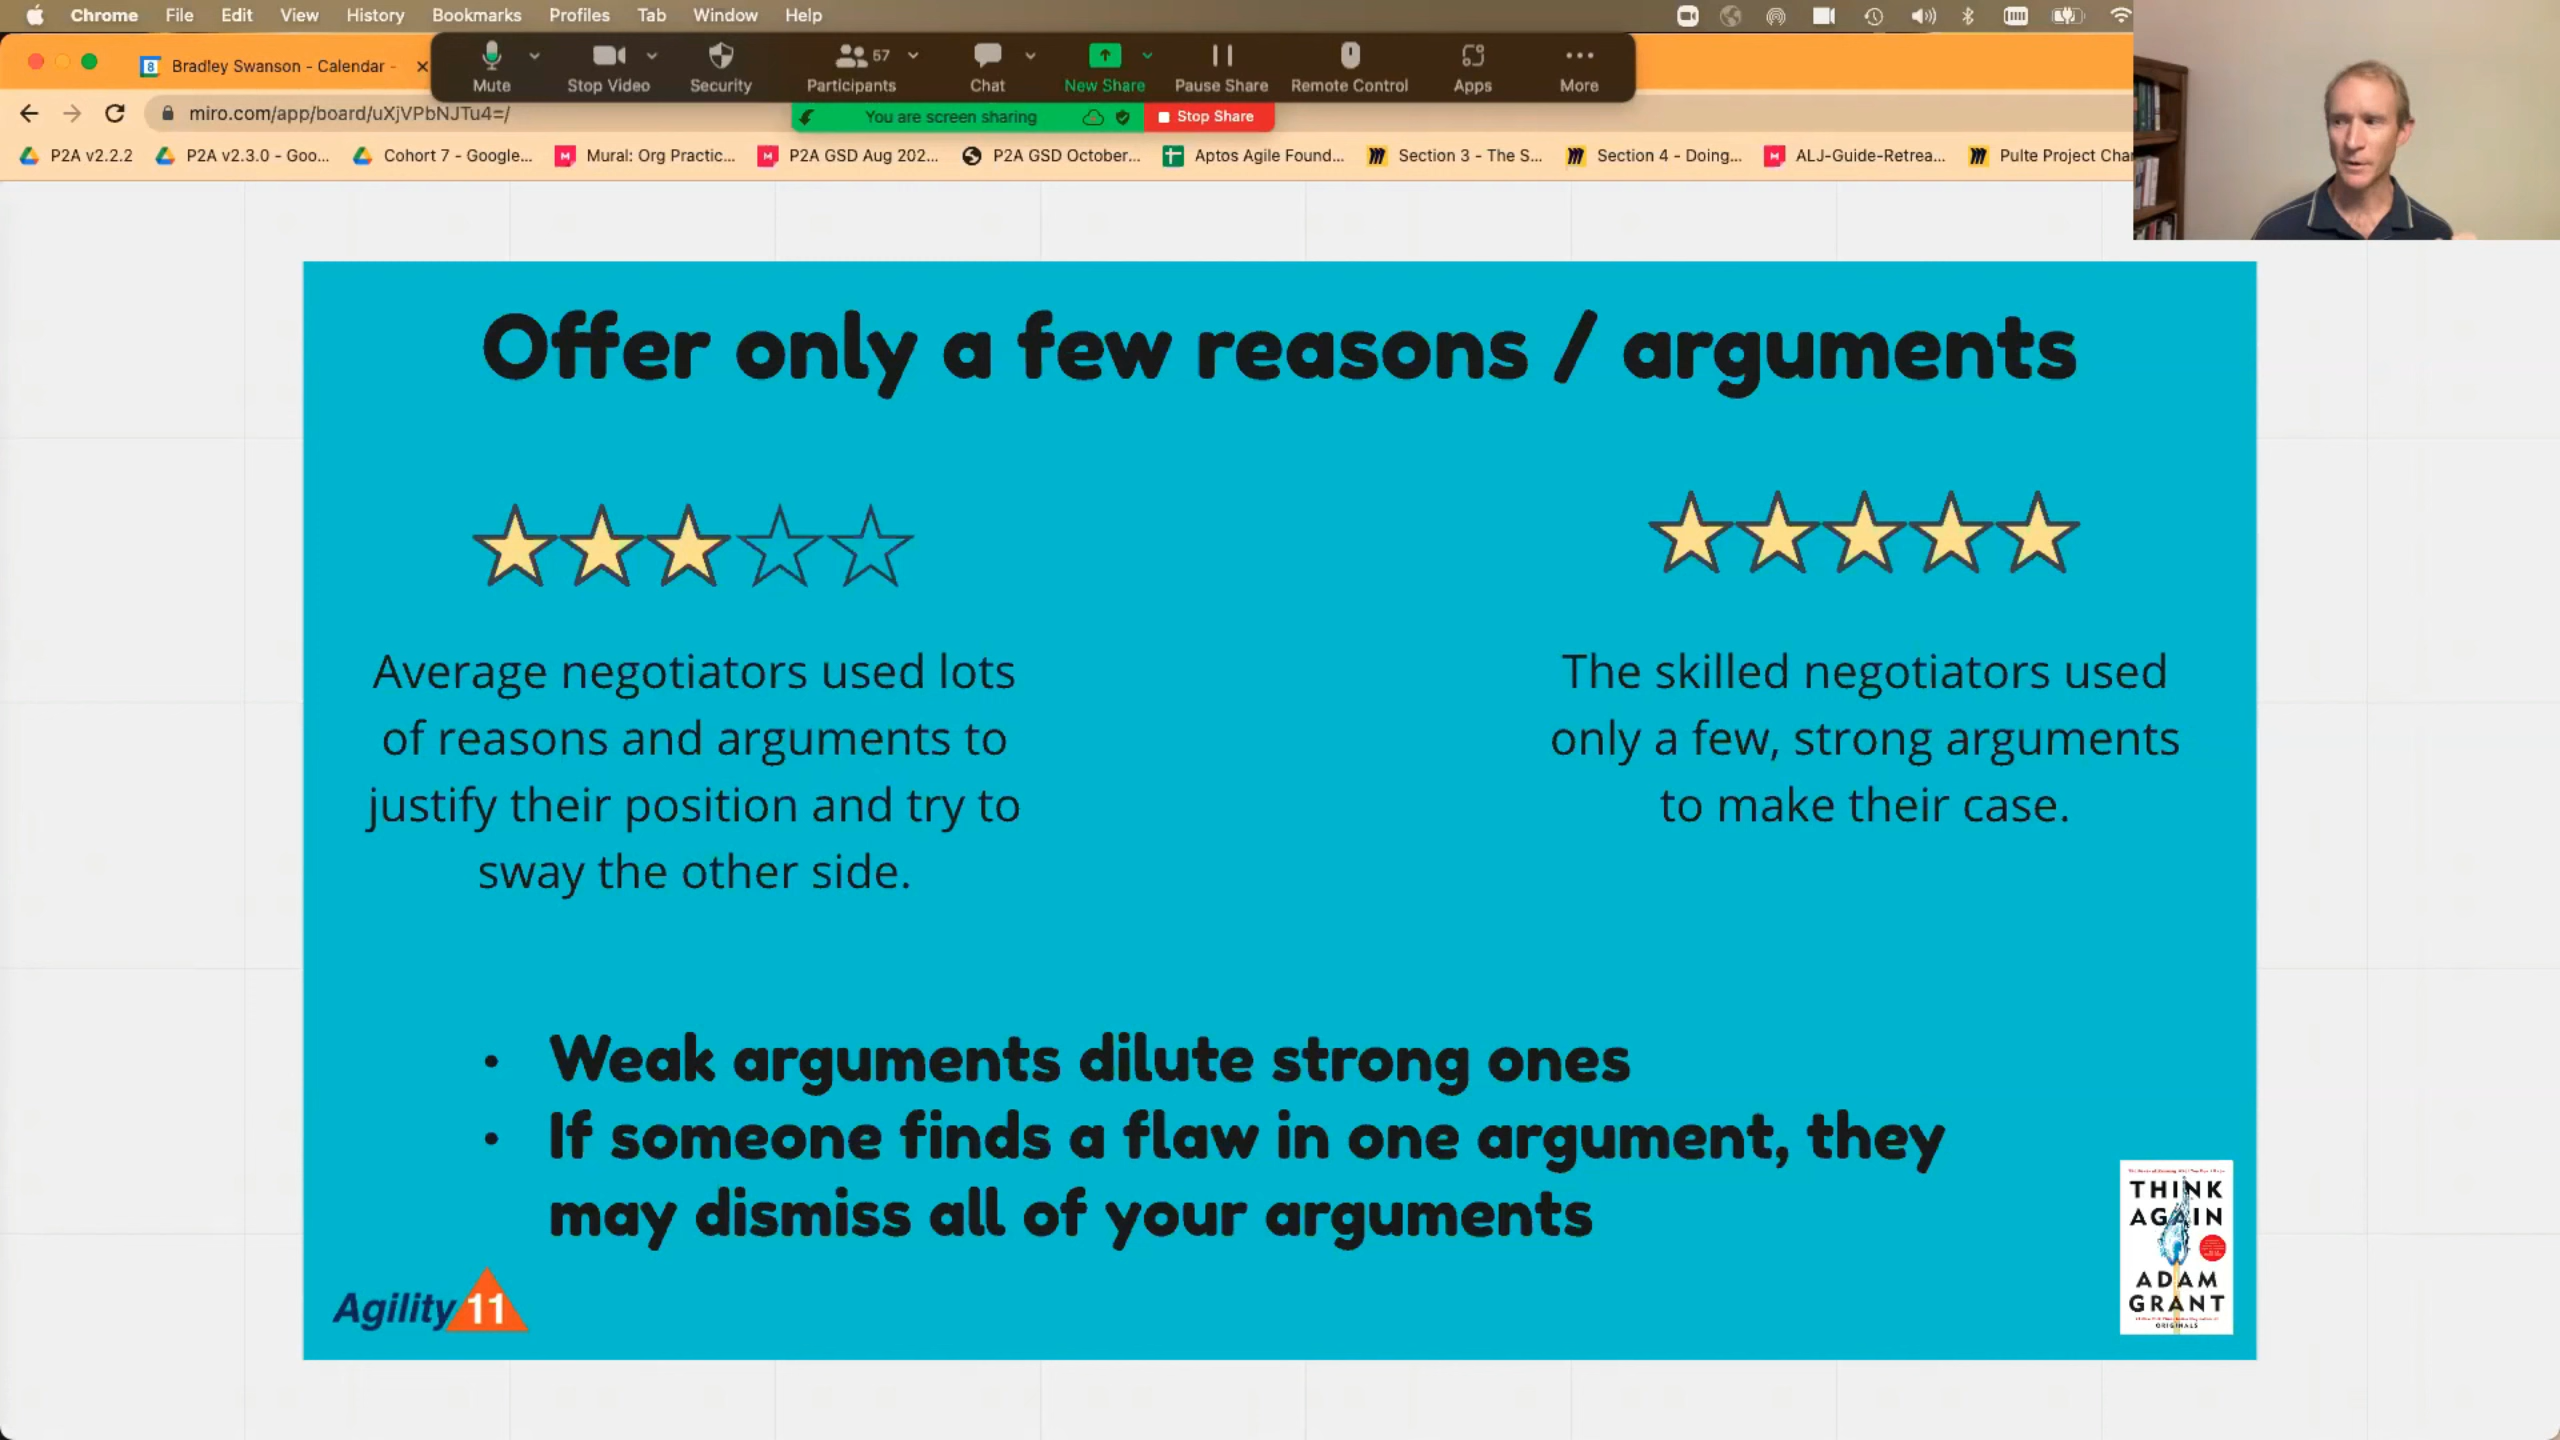 Chrome File Edit View History Bookmarks Profiles Tab Window Help
8 Bradley Swanson - Calendar -
Mute Stop Video Security Participants 57 Chat New Share Pause Share Remote Control Apps More
miro.com/app/board/uXjVPbNJTu4=/
You are screen sharing Stop Share
P2A v2.2.2 P2A v2.3.0 - Goo... Cohort 7 - Google... Mural: Org Practic... P2A GSD Aug 202... P2A GSD October... Aptos Agile Found... Section 3 - The S... Section 4 - Doing... ALJ-Guide-Retrea... Pulte Project Cha
Offer only a few reasons / arguments
Average negotiators used lots
of reasons and arguments to
justify their position and try to
sway the other side.
The skilled negotiators used
only a few, strong arguments
to make their case.
• Weak arguments dilute strong ones
• If someone finds a flaw in one argument, they
may dismiss all of your arguments
Agility 11
THINK
AGAIN
ADAM
GRANT
ORIGINALS